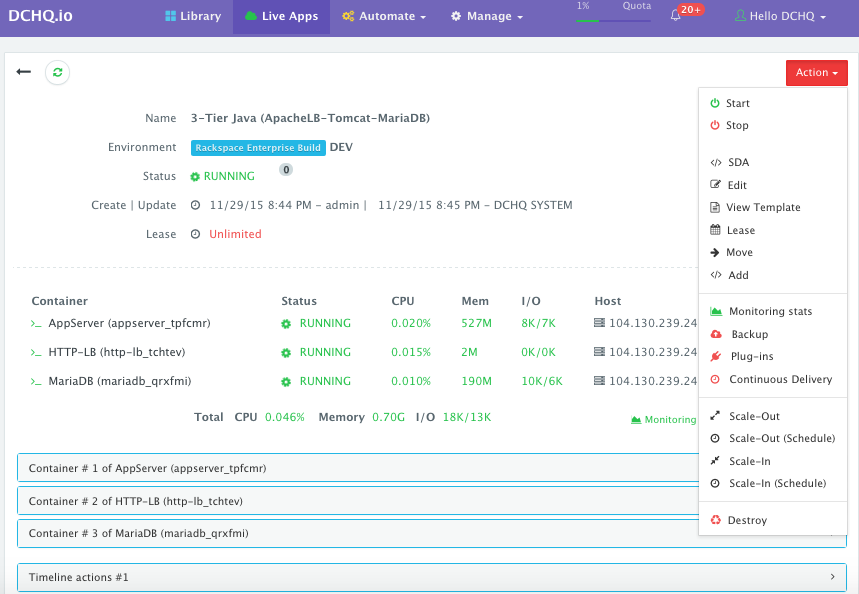 DCHQ.io Library Live Apps Automate Manage 1% Quota 20+ Hello DCHQ
Action
Name 3-Tier Java (ApacheLB-Tomcat-MariaDB)
Environment Rackspace Enterprise Build DEV
Status RUNNING 0
Create | Update 11/29/15 8:44 PM - admin | 11/29/15 8:45 PM - DCHQ SYSTEM
Lease Unlimited
Container Status CPU Mem I/O Host
>_ AppServer (appserver_tpfcmr) RUNNING 0.020% 527M 8K/7K 104.130.239.24
>_ HTTP-LB (http-lb_tchtev) RUNNING 0.015% 2M 0K/0K 104.130.239.24
>_ MariaDB (mariadb_qrxfmi) RUNNING 0.010% 190M 10K/6K 104.130.239.24
Total CPU 0.046% Memory 0.70G I/O 18K/13K Monitoring
Container # 1 of AppServer (appserver_tpfcmr)
Container # 2 of HTTP-LB (http-lb_tchtev)
Container # 3 of MariaDB (mariadb_qrxfmi)
Timeline actions #1
Start
Stop
</> SDA
Edit
View Template
Lease
Move
</> Add
Monitoring stats
Backup
Plug-ins
Continuous Delivery
Scale-Out
Scale-Out (Schedule)
Scale-In
Scale-In (Schedule)
Destroy